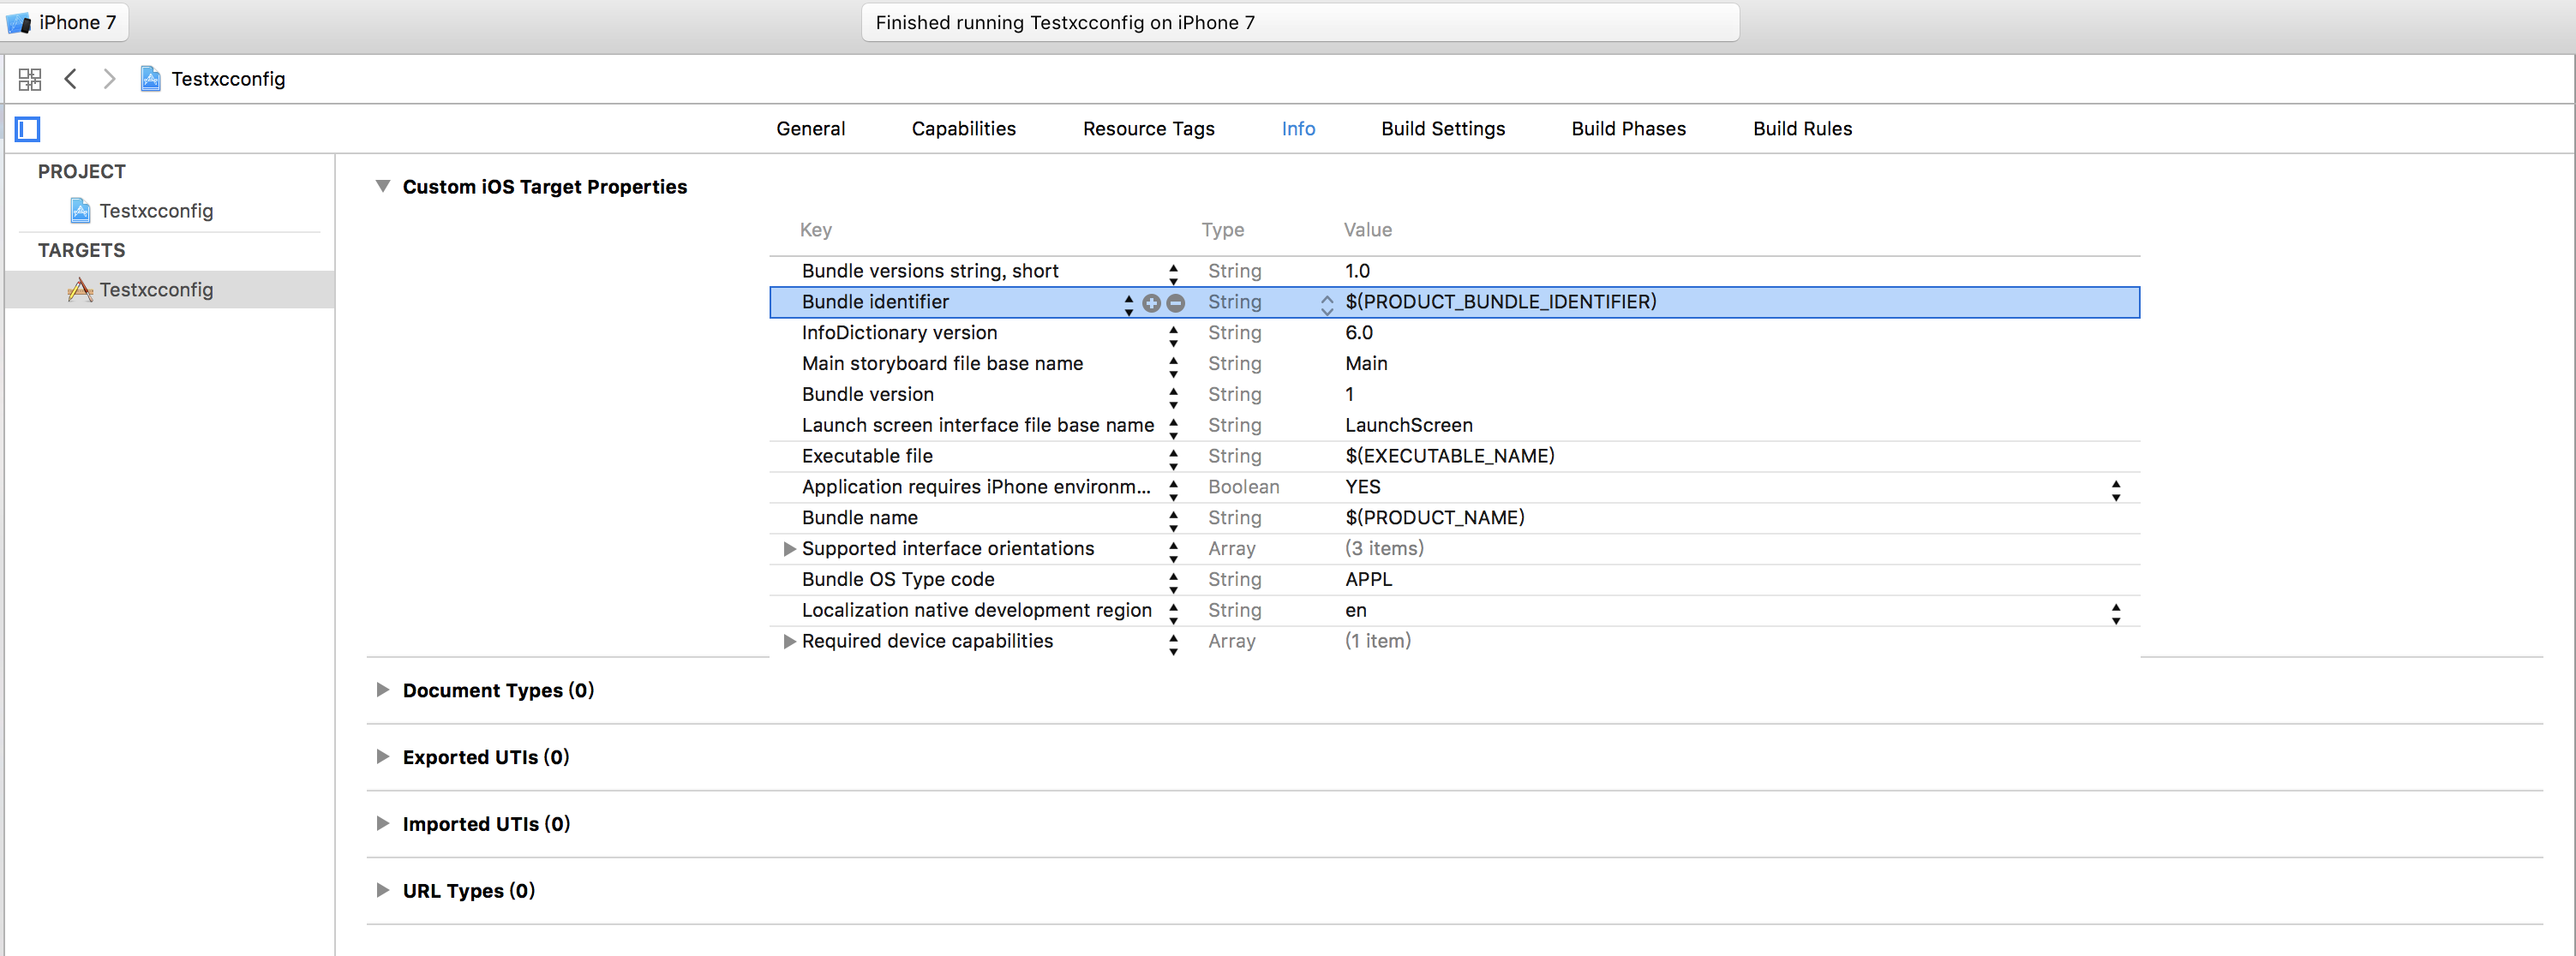 iPhone 7
Finished running Testxcconfig on iPhone 7
Testxcconfig
General Capabilities Resource Tags Info Build Settings Build Phases Build Rules
PROJECT
Testxcconfig
TARGETS
Testxcconfig
Custom iOS Target Properties
Key Type Value
Bundle versions string, short String 1.0
Bundle identifier String $(PRODUCT_BUNDLE_IDENTIFIER)
InfoDictionary version String 6.0
Main storyboard file base name String Main
Bundle version String 1
Launch screen interface file base name String LaunchScreen
Executable file String $(EXECUTABLE_NAME)
Application requires iPhone environm... Boolean YES
Bundle name String $(PRODUCT_NAME)
Supported interface orientations Array (3 items)
Bundle OS Type code String APPL
Localization native development region String en
Required device capabilities Array (1 item)
Document Types (0)
Exported UTIs (0)
Imported UTIs (0)
URL Types (0)